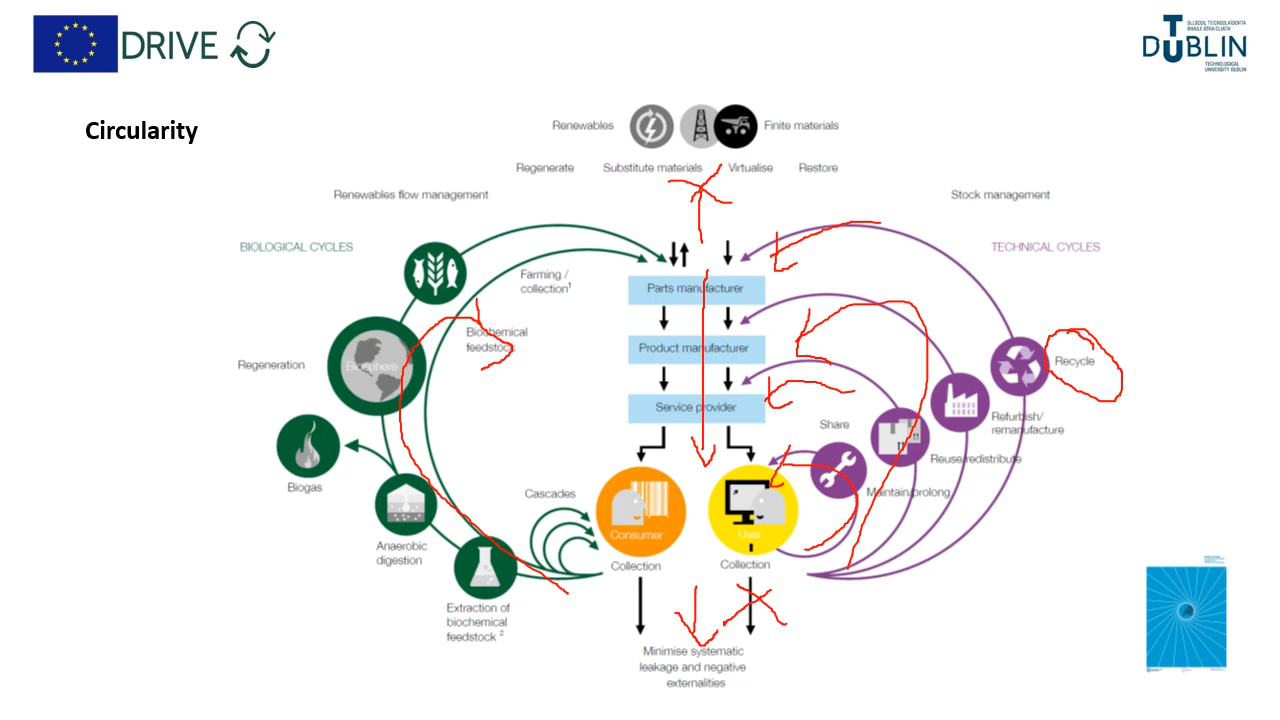 DRIVE
OLLSCOIL TEICNEOLAÍOCHTA
BHAILE ÁTHA CLIATH
TU DUBLIN
TECHNOLOGICAL
UNIVERSITY DUBLIN
Circularity
Renewables
Finite materials
Regenerate
Substitute materials
Virtualise
Restore
Renewables flow management
Stock management
BIOLOGICAL CYCLES
TECHNICAL CYCLES
Farming /
collection1
Parts manufacturer
Biochemical
feedstock
Product manufacturer
Regeneration
Biosphere
Recycle
Service provider
Share
Refurbish/
remanufacture
Reuse/redistribute
Biogas
Maintain/prolong
Cascades
Consumer
User
Anaerobic
digestion
Collection
Collection
Extraction of
biochemical
feedstock 2
Minimise systematic
leakage and negative
externalities